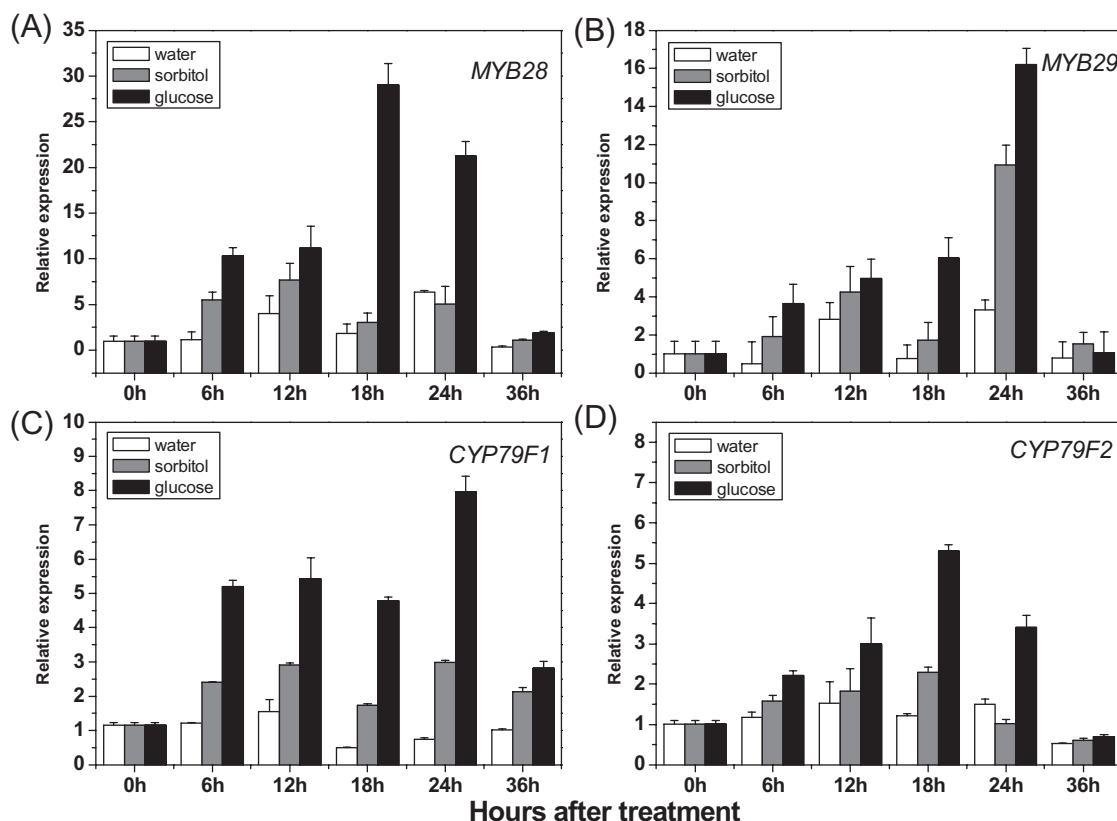 (A)
35
30
25
20
15
10
5
0
Relative expression
water
sorbitol
glucose
MYB28
0h 6h 12h 18h 24h 36h
(B)
18
16
14
12
10
8
6
4
2
0
Relative expression
water
sorbitol
glucose
MYB29
0h 6h 12h 18h 24h 36h
(C)
10
9
8
7
6
5
4
3
2
1
0
Relative expression
water
sorbitol
glucose
CYP79F1
0h 6h 12h 18h 24h 36h
(D)
8
7
6
5
4
3
2
1
0
Relative expression
water
sorbitol
glucose
CYP79F2
0h 6h 12h 18h 24h 36h
Hours after treatment